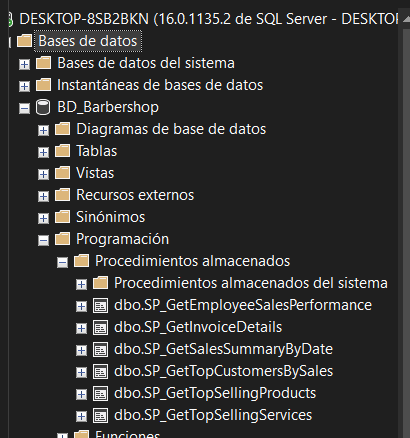 DESKTOP-8SB2BKN (16.0.1135.2 de SQL Server - DESKTO
Bases de datos
Bases de datos del sistema
Instantáneas de bases de datos
BD_Barbershop
Diagramas de base de datos
Tablas
Vistas
Recursos externos
Sinónimos
Programación
Procedimientos almacenados
Procedimientos almacenados del sistema
dbo.SP_GetEmployeeSalesPerformance
dbo.SP_GetInvoiceDetails
dbo.SP_GetSalesSummaryByDate
dbo.SP_GetTopCustomersBySales
dbo.SP_GetTopSellingProducts
dbo.SP_GetTopSellingServices
Funciones